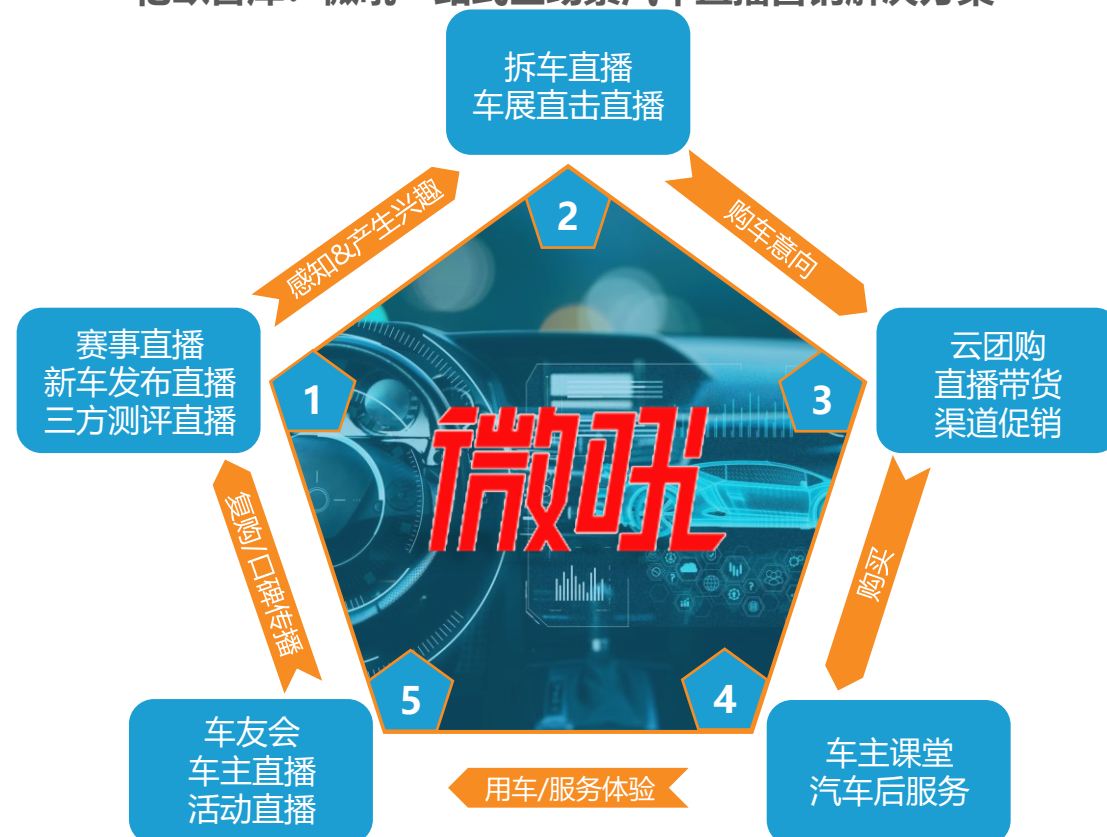 拆车直播
车展直击直播
感知&产生兴趣
购车意向
2
赛事直播
新车发布直播
三方测评直播
1
3
云团购
直播带货
渠道促销
微吼
复购/口碑传播
购买
5
4
车友会
车主直播
活动直播
用车/服务体验
车主课堂
汽车后服务